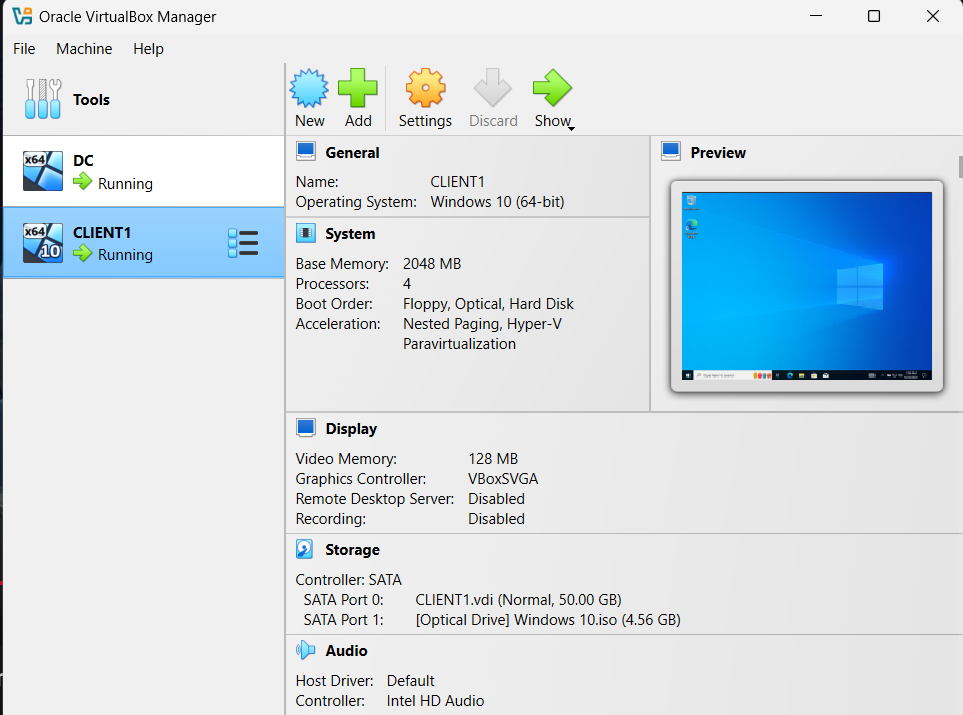 Oracle VirtualBox Manager
File Machine Help
Tools
New Add Settings Discard Show
x64
DC
Running
x64
10
CLIENT1
Running
General
Name: CLIENT1
Operating System: Windows 10 (64-bit)
System
Base Memory: 2048 MB
Processors: 4
Boot Order: Floppy, Optical, Hard Disk
Acceleration: Nested Paging, Hyper-V
Paravirtualization
Preview
Display
Video Memory: 128 MB
Graphics Controller: VBoxSVGA
Remote Desktop Server: Disabled
Recording: Disabled
Storage
Controller: SATA
SATA Port 0: CLIENT1.vdi (Normal, 50.00 GB)
SATA Port 1: [Optical Drive] Windows 10.iso (4.56 GB)
Audio
Host Driver: Default
Controller: Intel HD Audio